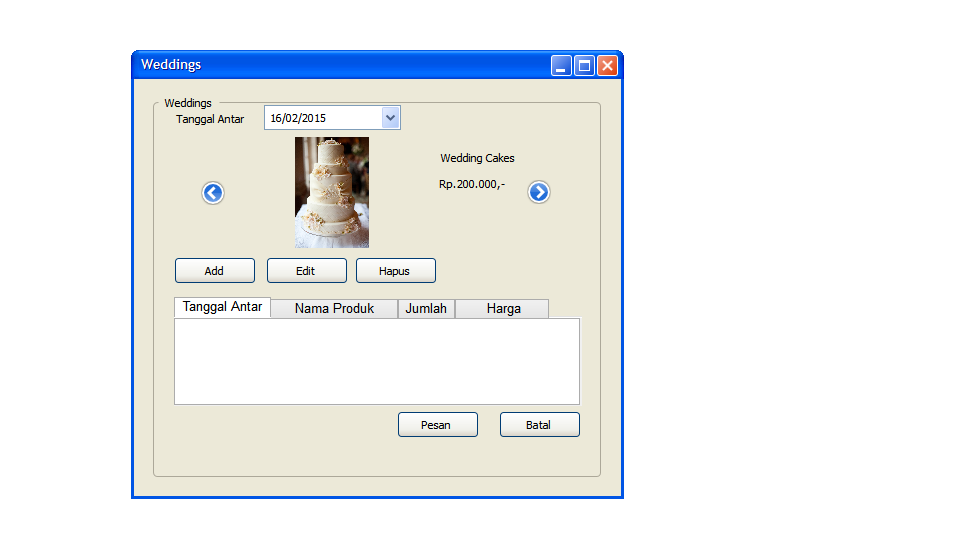 Weddings
Weddings
Tanggal Antar 16/02/2015
Wedding Cakes
Rp.200.000,-
Add Edit Hapus
Tanggal Antar Nama Produk Jumlah Harga
Pesan Batal